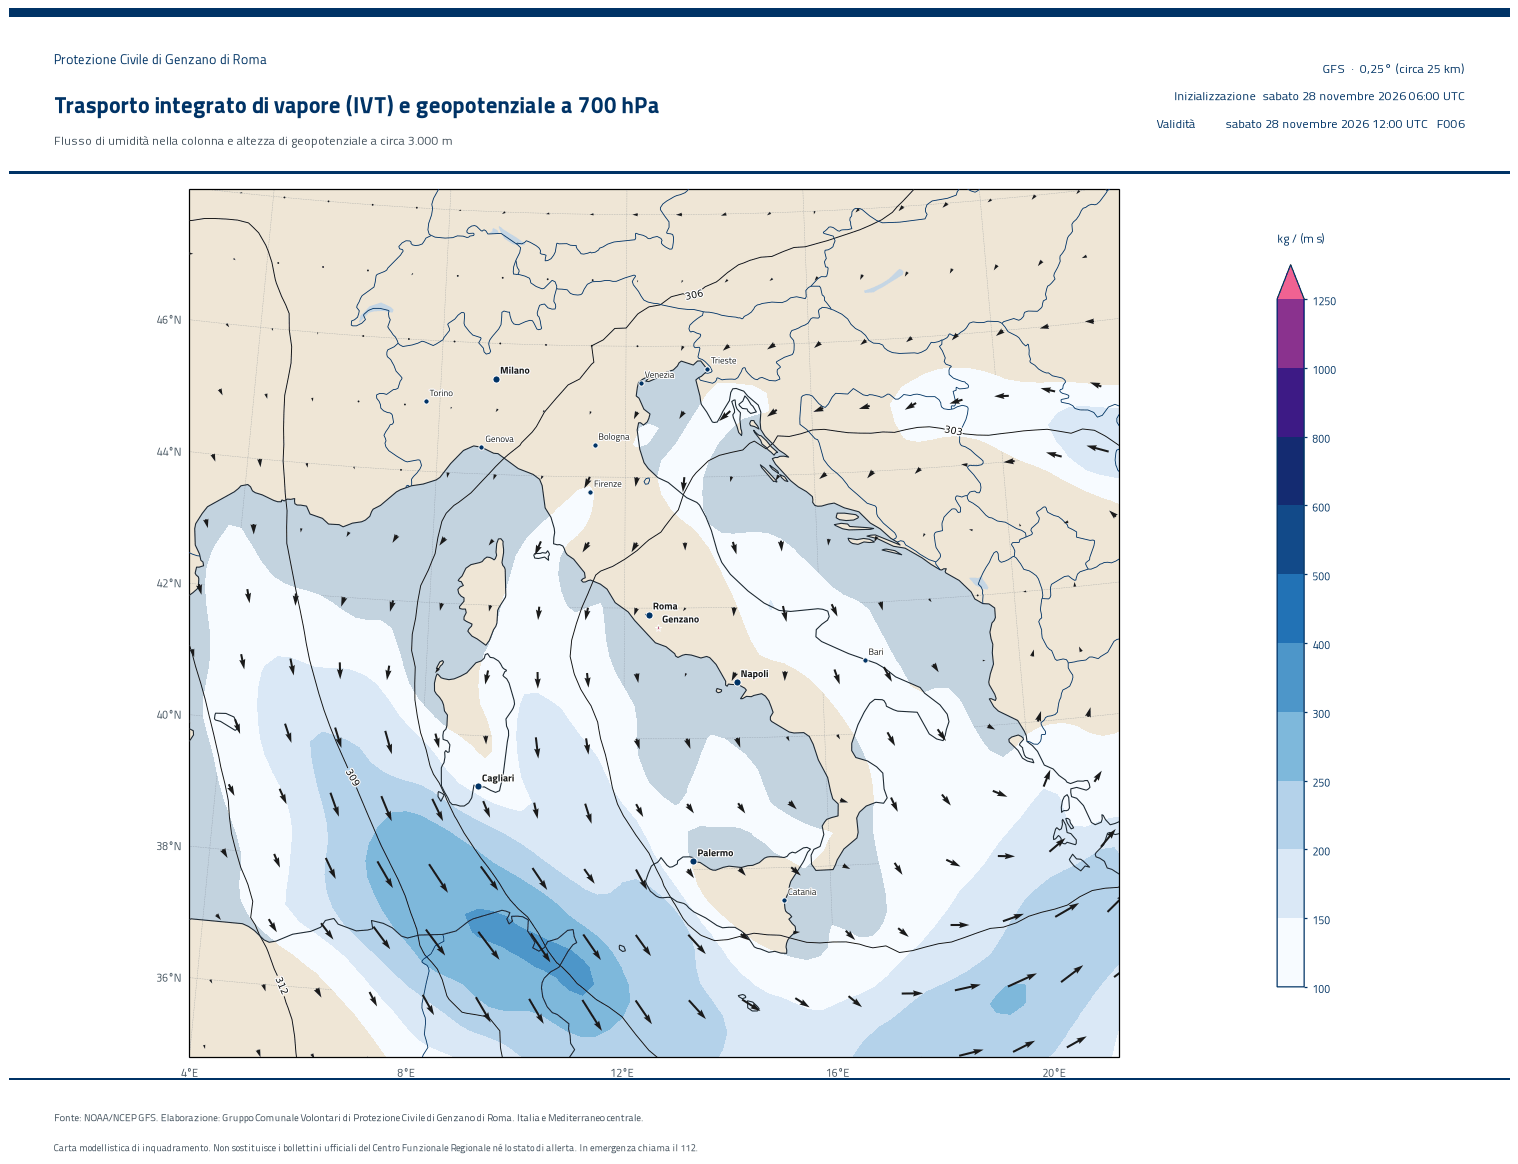 Protezione Civile di Genzano di Roma
Trasporto integrato di vapore (IVT) e geopotenziale a 700 hPa
Flusso di umidità nella colonna e altezza di geopotenziale a circa 3.000 m
GFS · 0,25° (circa 25 km)
Inizializzazione sabato 28 novembre 2026 06:00 UTC
Validità sabato 28 novembre 2026 12:00 UTC F006
kg / (m s)
1250
1000
800
600
500
400
300
250
200
150
100
46°N
44°N
42°N
40°N
38°N
36°N
4°E
8°E
12°E
16°E
20°E
306
303
309
312
Trieste
Venezia
Milano
Torino
Genova
Bologna
Firenze
Roma
Genzano
Bari
Napoli
Cagliari
Palermo
Catania
Fonte: NOAA/NCEP GFS. Elaborazione: Gruppo Comunale Volontari di Protezione Civile di Genzano di Roma. Italia e Mediterraneo centrale.
Carta modellistica di inquadramento. Non sostituisce i bollettini ufficiali del Centro Funzionale Regionale né lo stato di allerta. In emergenza chiama il 112.